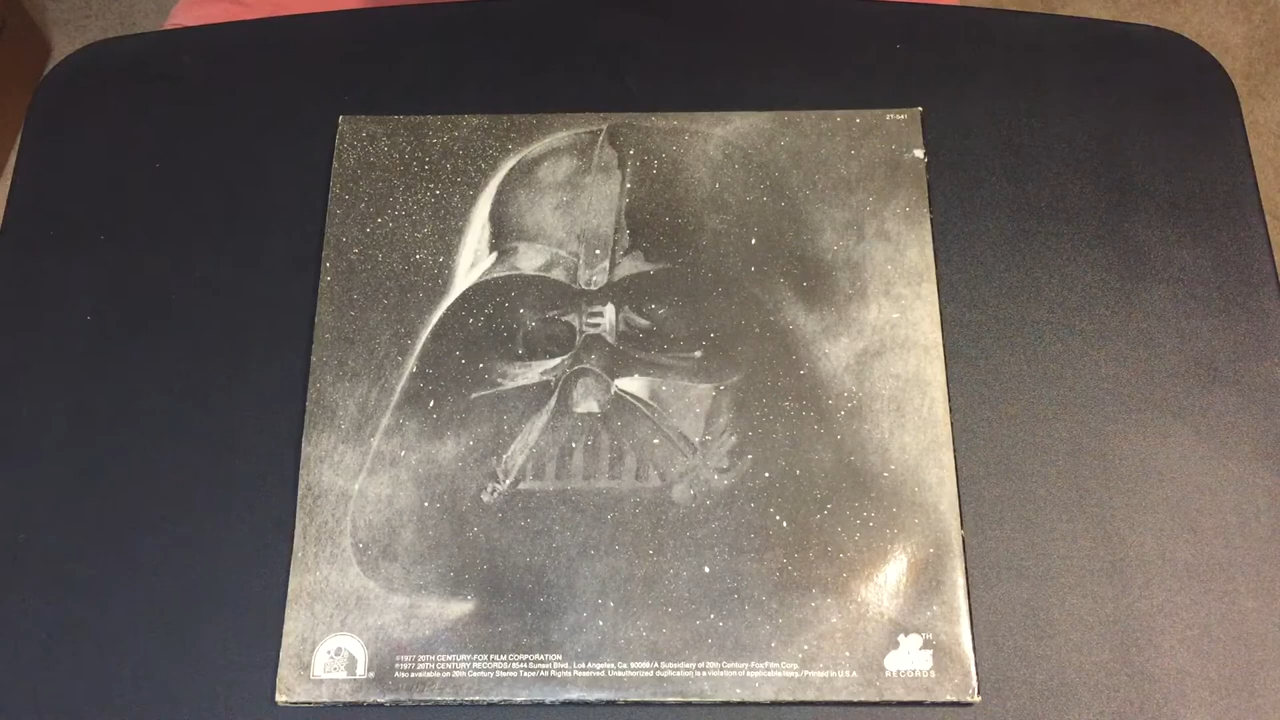 2T-541
©1977 20TH CENTURY-FOX FILM CORPORATION
℗1977 20TH CENTURY RECORDS/8544 Sunset Blvd., Los Angeles, Ca. 90069/A Subsidiary of 20th Century-Fox Film Corp.
Also available on 20th Century Stereo Tape/All Rights Reserved. Unauthorized duplication is a violation of applicable laws./Printed in U.S.A.
20TH
RECORDS